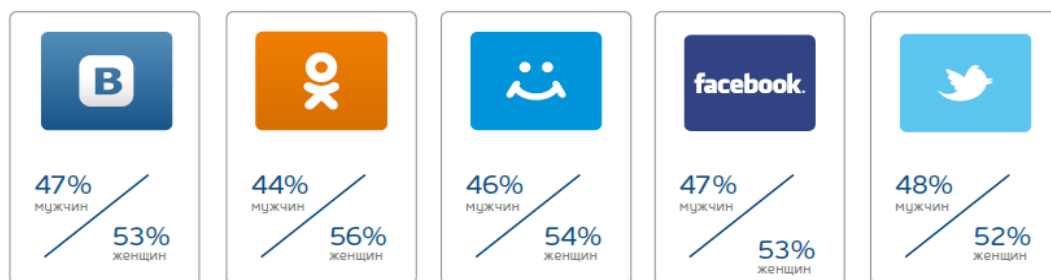 В
47%
мужчин
53%
женщин
44%
мужчин
56%
женщин
46%
мужчин
54%
женщин
facebook.
47%
мужчин
53%
женщин
48%
мужчин
52%
женщин